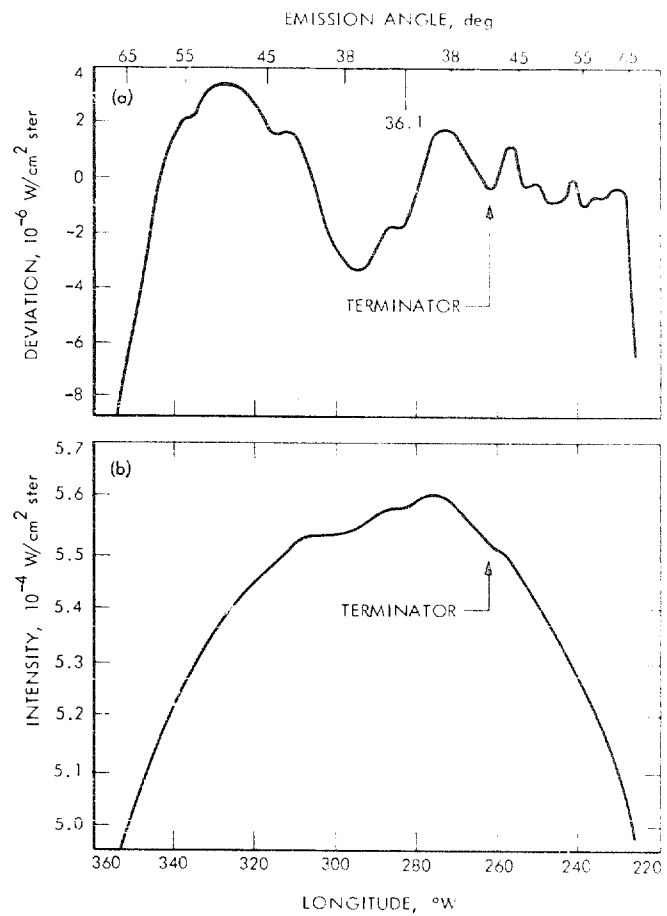 EMISSION ANGLE, deg
65 55 45 38 38 45 55 75
36.1
(a)
4
2
0
-2
-4
-6
-8
DEVIATION, 10⁻⁶ W/cm² ster
TERMINATOR
(b)
5.7
5.6
5.5
5.4
5.3
5.2
5.1
5.0
INTENSITY, 10⁻⁴ W/cm² ster
TERMINATOR
360 340 320 300 280 260 240 220
LONGITUDE, °W